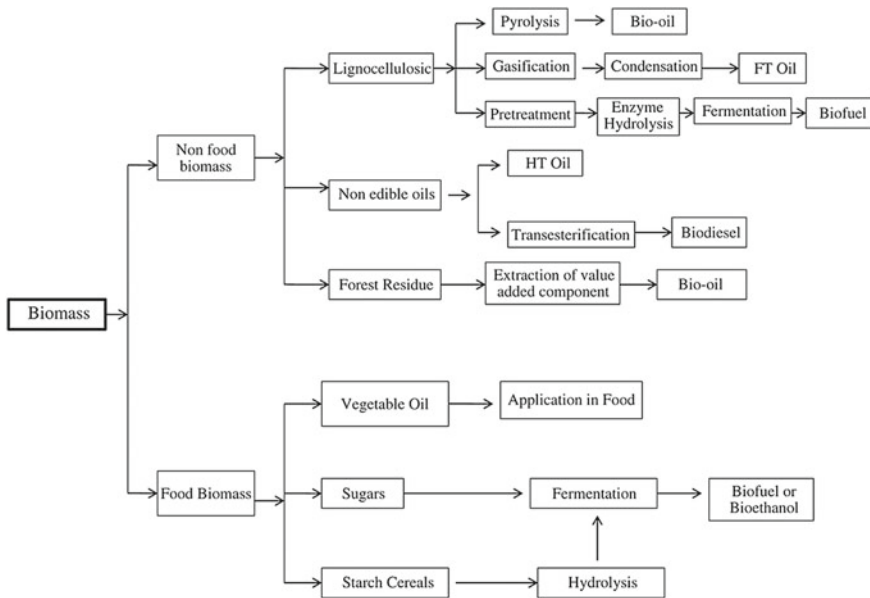 Pyrolysis
Bio-oil
Lignocellulosic
Gasification
Condensation
FT Oil
Pretreatment
Enzyme
Hydrolysis
Fermentation
Biofuel
Non food
biomass
HT Oil
Non edible oils
Transesterification
Biodiesel
Forest Residue
Extraction of value
added component
Bio-oil
Biomass
Vegetable Oil
Application in Food
Food Biomass
Sugars
Fermentation
Biofuel or
Bioethanol
Starch Cereals
Hydrolysis